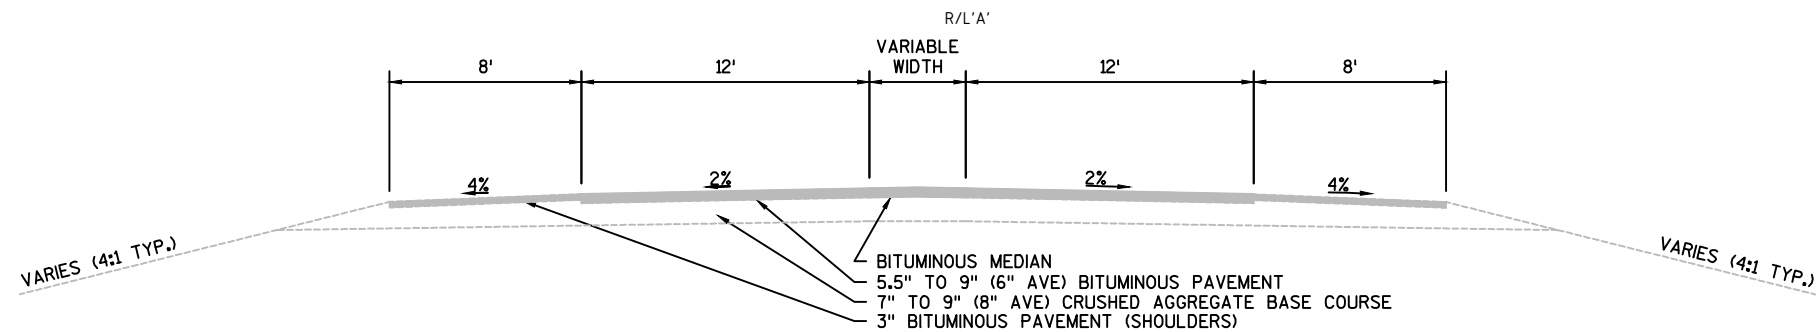 R/L'A'
VARIABLE
WIDTH
8'
12'
12'
8'
4%
2%
2%
4%
VARIES (4:1 TYP.)
VARIES (4:1 TYP.)
BITUMINOUS MEDIAN
5.5" TO 9" (6" AVE) BITUMINOUS PAVEMENT
7" TO 9" (8" AVE) CRUSHED AGGREGATE BASE COURSE
3" BITUMINOUS PAVEMENT (SHOULDERS)